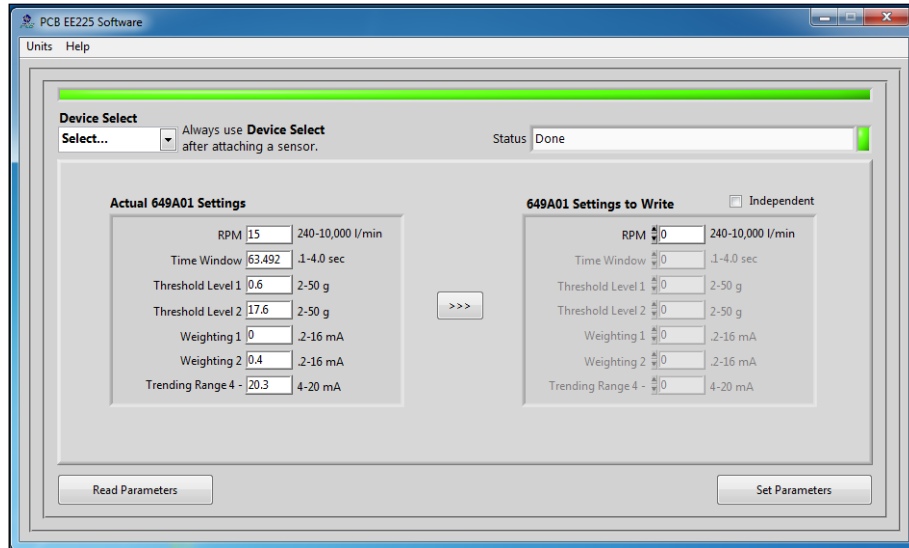 PCB EE225 Software
Units Help
Device Select
Select...
Always use Device Select
after attaching a sensor.
Status Done
Actual 649A01 Settings
RPM 15 240-10,000 l/min
Time Window 63.492 .1-4.0 sec
Threshold Level 1 0.6 2-50 g
Threshold Level 2 17.6 2-50 g
Weighting 1 0 .2-16 mA
Weighting 2 0.4 .2-16 mA
Trending Range 4 - 20.3 4-20 mA
>>>
649A01 Settings to Write Independent
RPM 0 240-10,000 l/min
Time Window 0 .1-4.0 sec
Threshold Level 1 0 2-50 g
Threshold Level 2 0 2-50 g
Weighting 1 0 .2-16 mA
Weighting 2 0 .2-16 mA
Trending Range 4 - 0 4-20 mA
Read Parameters
Set Parameters